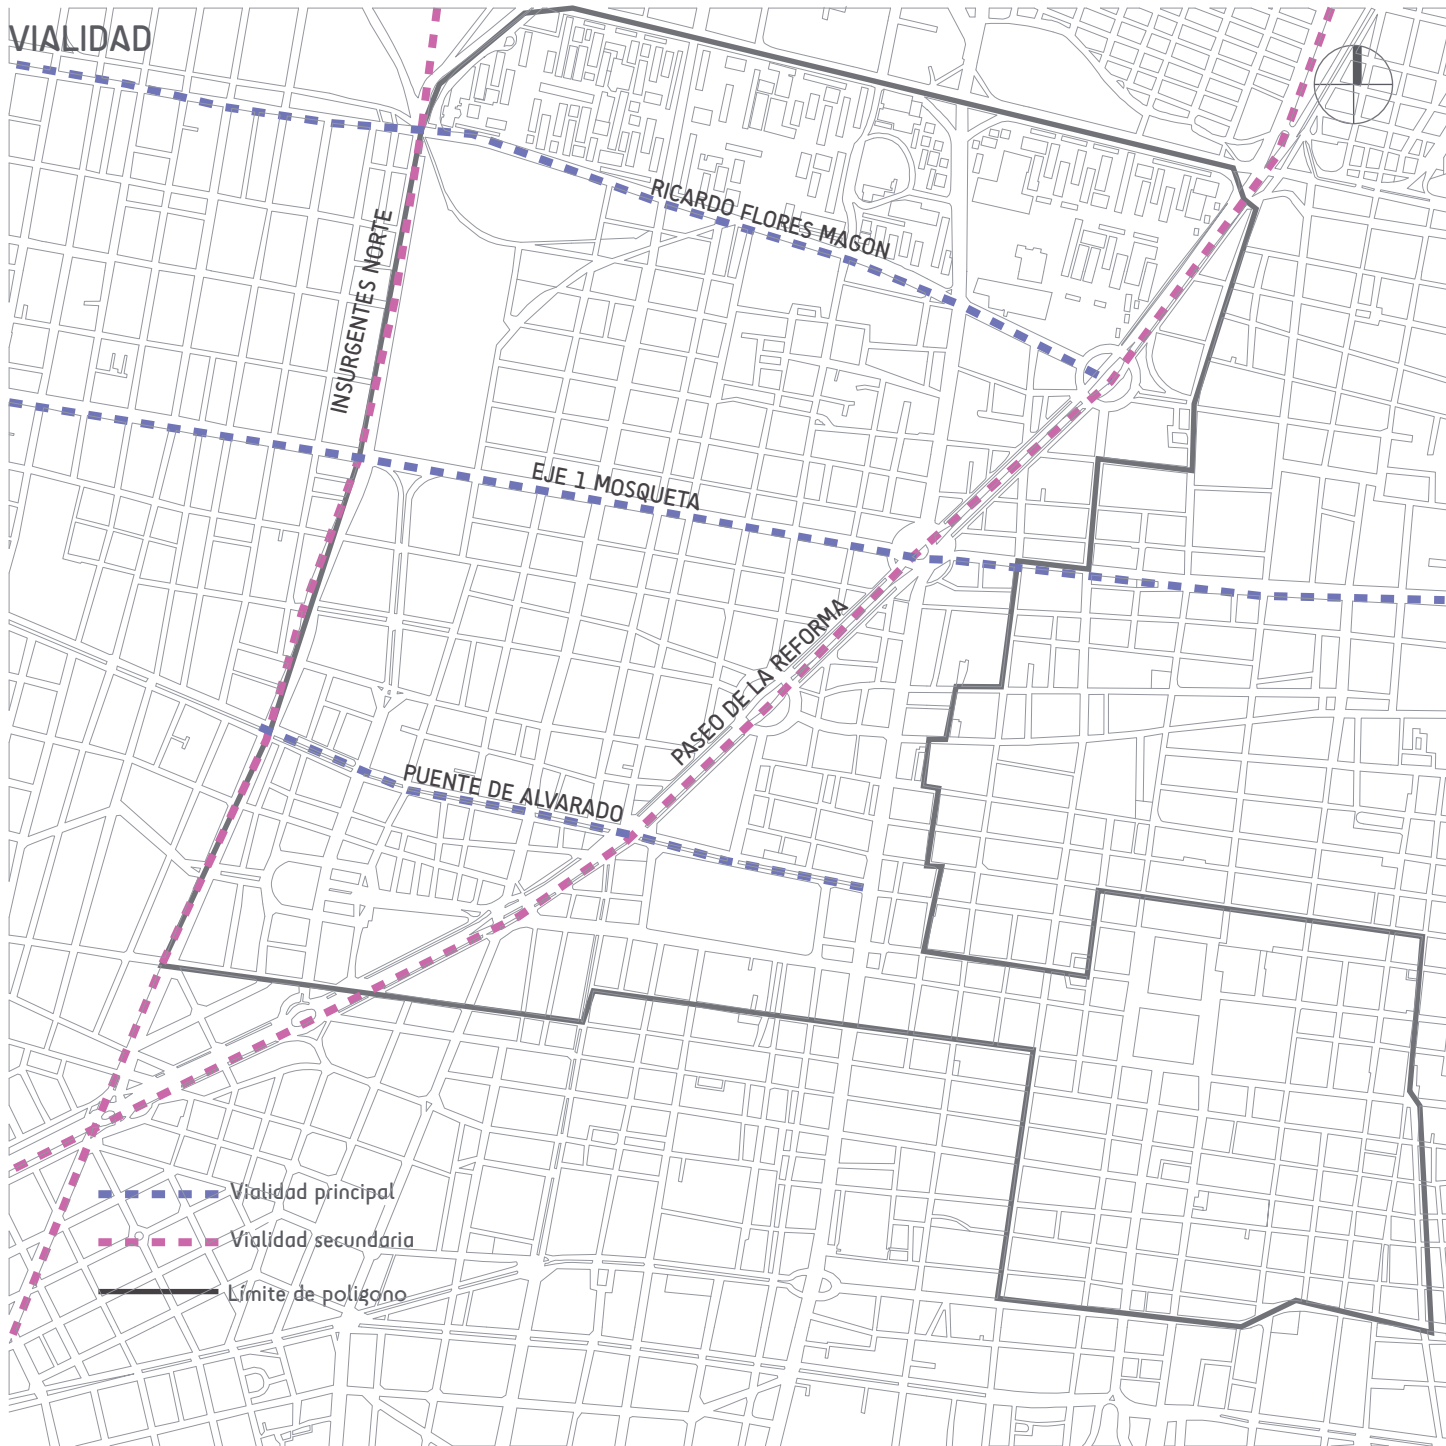 VIALIDAD
RICARDO FLORES MAGON
INSURGENTES NORTE
EJE 1 MOSQUETA
PASEO DE LA REFORMA
PUENTE DE ALVARADO
Vialidad principal
Vialidad secundaria
Límite de poligono